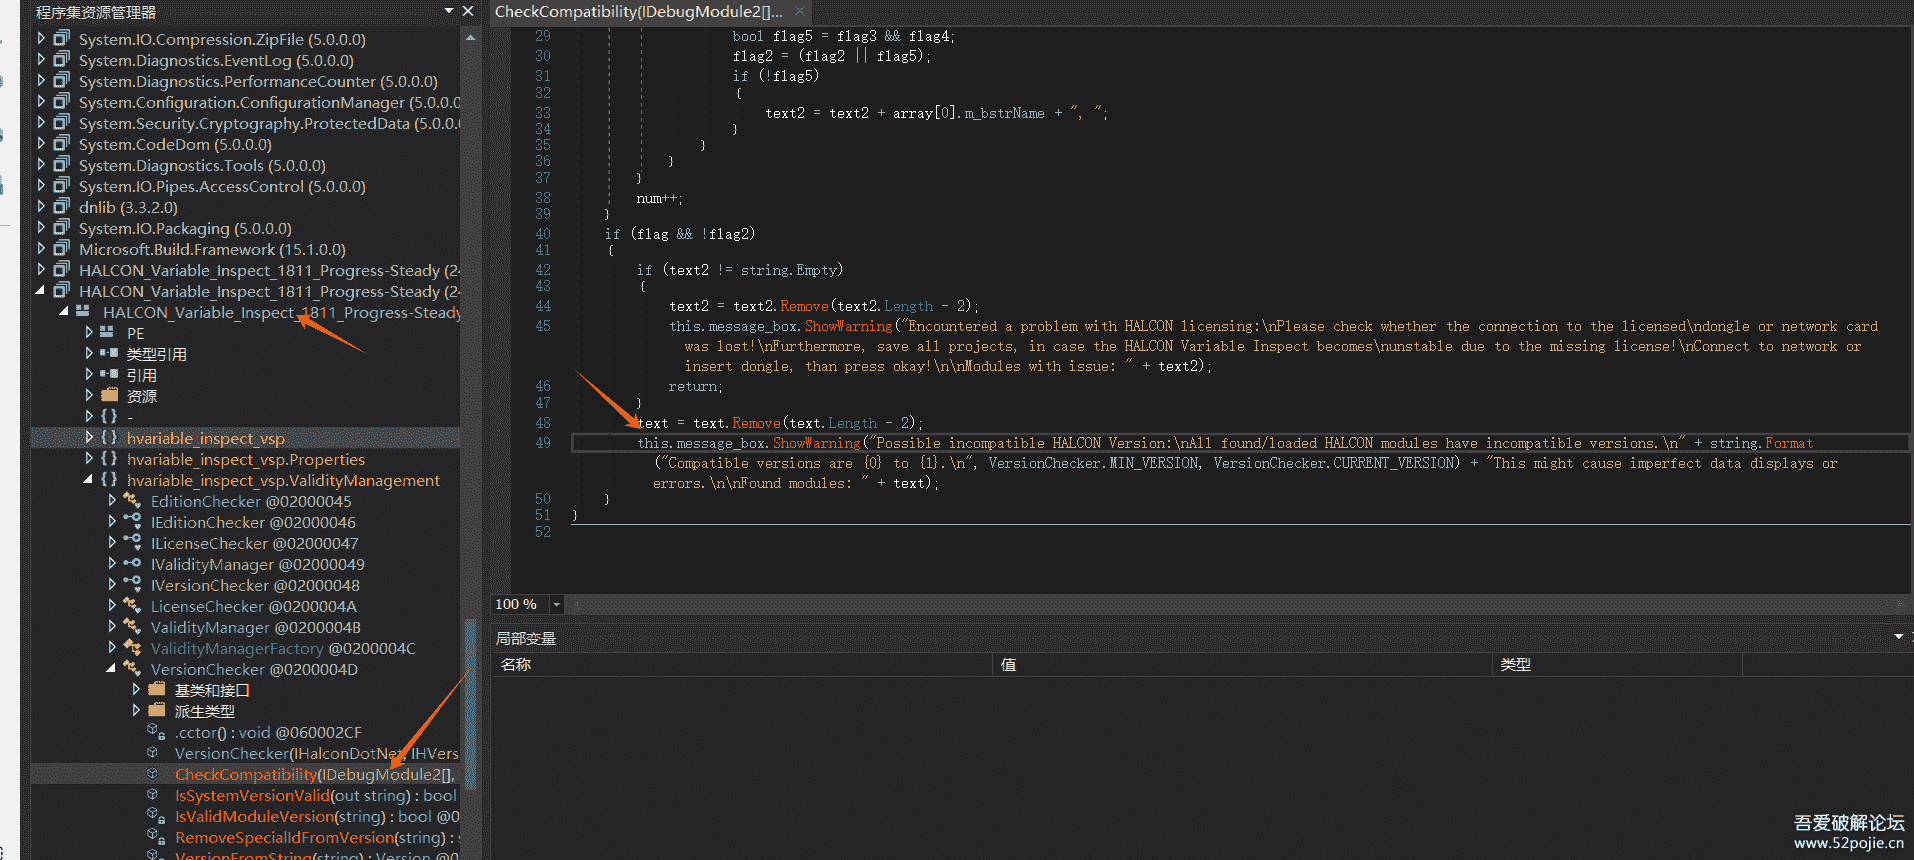 程序集资源管理器
System.IO.Compression.ZipFile (5.0.0.0)
System.Diagnostics.EventLog (5.0.0.0)
System.Diagnostics.PerformanceCounter (5.0.0.0)
System.Configuration.ConfigurationManager (5.0.0.0
System.Security.Cryptography.ProtectedData (5.0.0.
System.CodeDom (5.0.0.0)
System.Diagnostics.Tools (5.0.0.0)
System.IO.Pipes.AccessControl (5.0.0.0)
dnlib (3.3.2.0)
System.IO.Packaging (5.0.0.0)
Microsoft.Build.Framework (15.1.0.0)
HALCON_Variable_Inspect_1811_Progress-Steady (2
HALCON_Variable_Inspect_1811_Progress-Steady (2
HALCON_Variable_Inspect_1811_Progress-Steady
PE
类型引用
引用
资源
{ } -
{ } hvariable_inspect_vsp
{ } hvariable_inspect_vsp.Properties
{ } hvariable_inspect_vsp.ValidityManagement
EditionChecker @02000045
IEditionChecker @02000046
ILicenseChecker @02000047
IValidityManager @02000049
IVersionChecker @02000048
LicenseChecker @0200004A
ValidityManager @0200004B
ValidityManagerFactory @0200004C
VersionChecker @0200004D
基类和接口
派生类型
.cctor() : void @060002CF
VersionChecker(IHalconDotNet, IHVers
CheckCompatibility(IDebugModule2[],
IsSystemVersionValid(out string) : bool
IsValidModuleVersion(string) : bool @0
RemoveSpecialIdFromVersion(string) : s
VersionFromString(string) : Version @0
CheckCompatibility(IDebugModule2[]...
29 bool flag5 = flag3 && flag4;
30 flag2 = (flag2 || flag5);
31 if (!flag5)
32 {
33 text2 = text2 + array[0].m_bstrName + ", ";
34 }
35 }
36 }
37 }
38 num++;
39 }
40 if (flag && !flag2)
41 {
42 if (text2 != string.Empty)
43 {
44 text2 = text2.Remove(text2.Length - 2);
45 this.message_box.ShowWarning("Encountered a problem with HALCON licensing:\nPlease check whether the connection to the licensed\ndongle or network card
was lost!\nFurthermore, save all projects, in case the HALCON Variable Inspect becomes\nunstable due to the missing license!\nConnect to network or
insert dongle, than press okay!\n\nModules with issue: " + text2);
46 return;
47 }
48 text = text.Remove(text.Length - 2);
49 this.message_box.ShowWarning("Possible incompatible HALCON Version:\nAll found/loaded HALCON modules have incompatible versions.\n" + string.Format
("Compatible versions are {0} to {1}.\n", VersionChecker.MIN_VERSION, VersionChecker.CURRENT_VERSION) + "This might cause imperfect data displays or
errors.\n\nFound modules: " + text);
50 }
51 }
52
100 %
局部变量
名称 值 类型
吾爱破解论坛
www.52pojie.cn